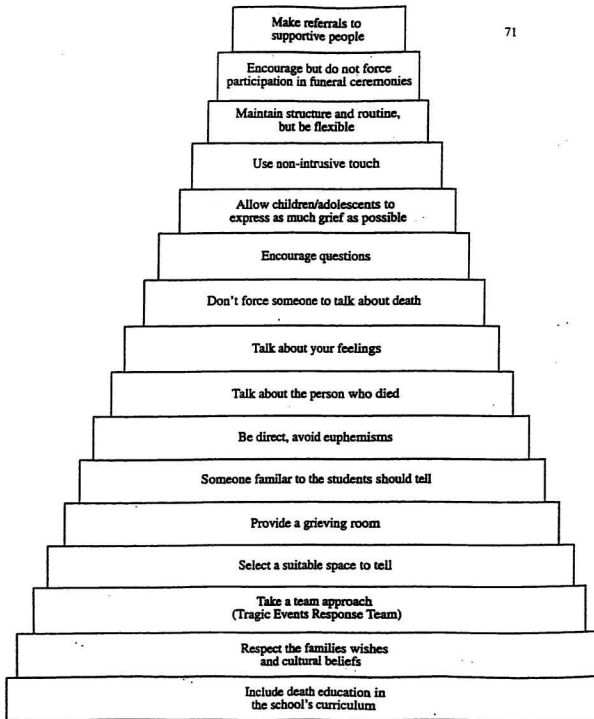 Make referrals to
supportive people
71
Encourage but do not force
participation in funeral ceremonies
Maintain structure and routine,
but be flexible
Use non-intrusive touch
Allow children/adolescents to
express as much grief as possible
Encourage questions
Don't force someone to talk about death
Talk about your feelings
Talk about the person who died
Be direct, avoid euphemisms
Someone familar to the students should tell
Provide a grieving room
Select a suitable space to tell
Take a team approach
(Tragic Events Response Team)
Respect the families wishes
and cultural beliefs
Include death education in
the school's curriculum